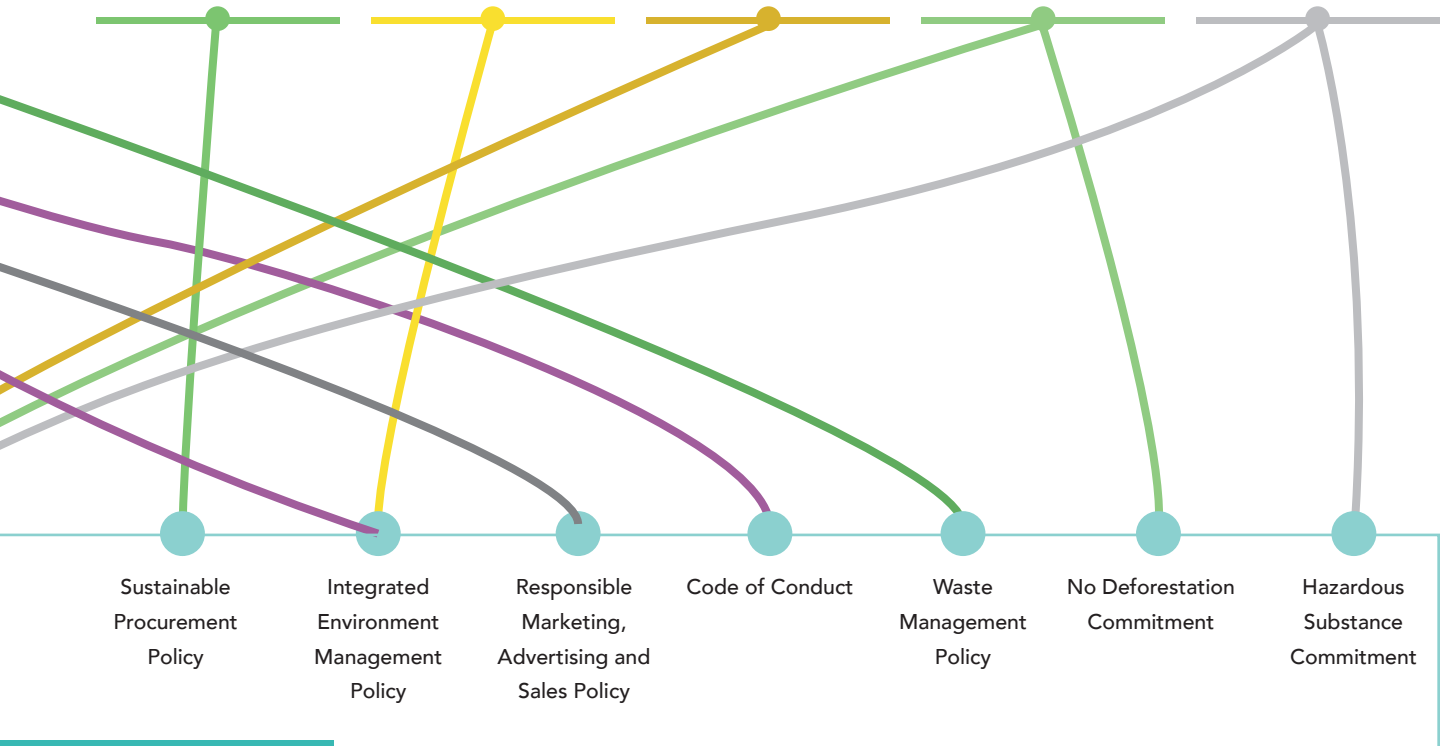 Sustainable
Procurement
Policy
Integrated
Environment
Management
Policy
Responsible
Marketing,
Advertising and
Sales Policy
Code of Conduct
Waste
Management
Policy
No Deforestation
Commitment
Hazardous
Substance
Commitment